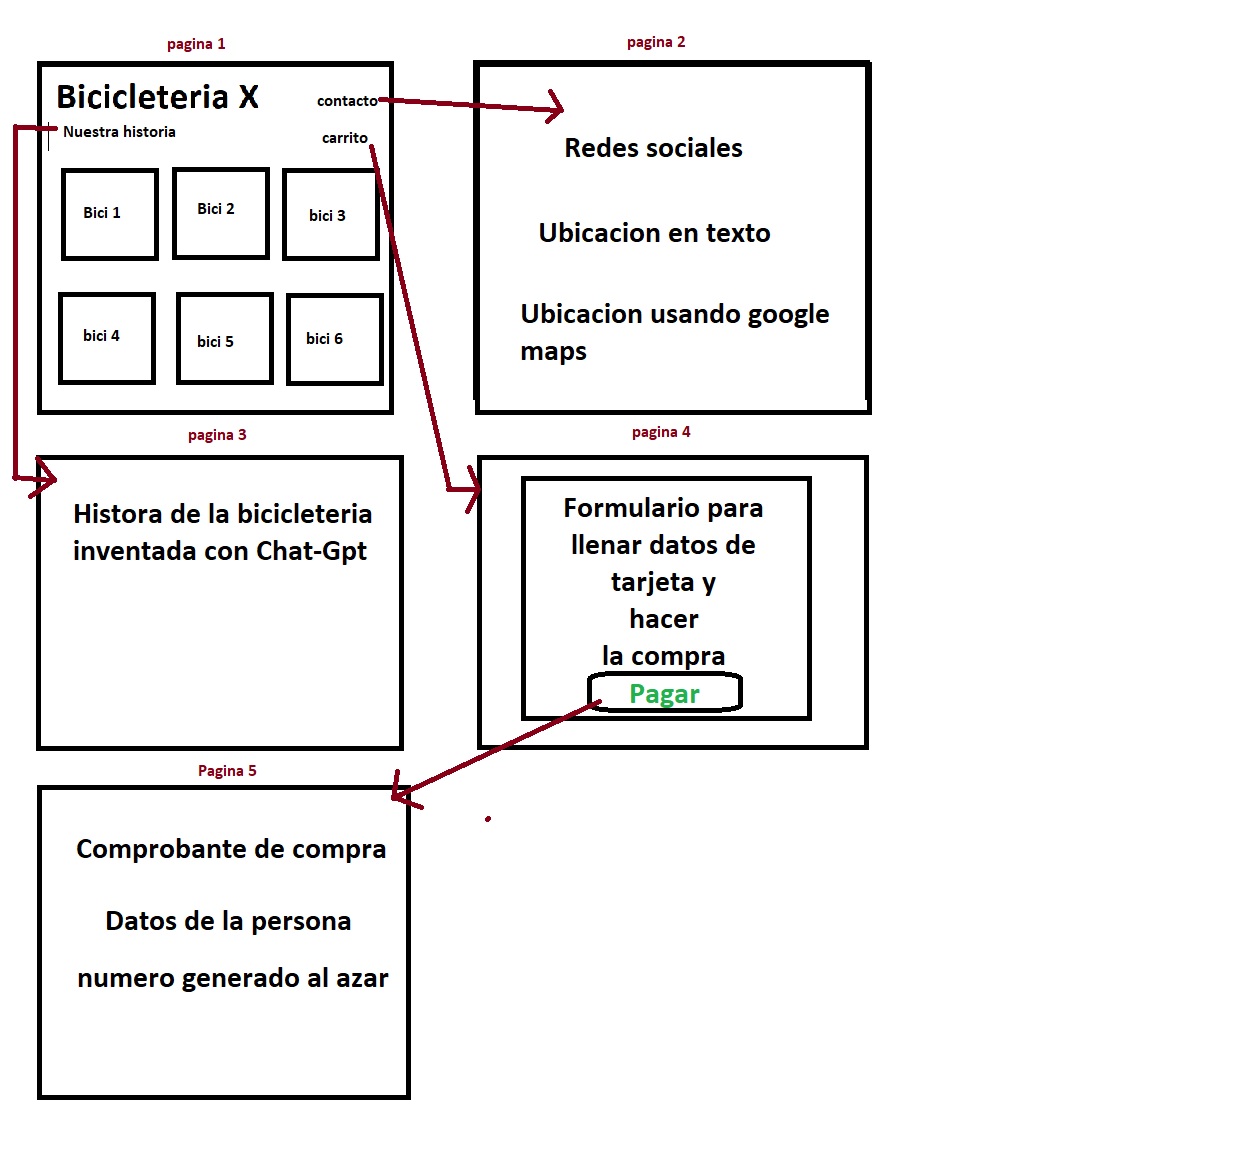 pagina 1
Bicicleteria X
contacto
Nuestra historia
carrito
Bici 1
Bici 2
bici 3
bici 4
bici 5
bici 6
pagina 2
Redes sociales
Ubicacion en texto
Ubicacion usando google
maps
pagina 3
Histora de la bicicleteria
inventada con Chat-Gpt
pagina 4
Formulario para
llenar datos de
tarjeta y
hacer
la compra
Pagar
Pagina 5
Comprobante de compra
Datos de la persona
numero generado al azar